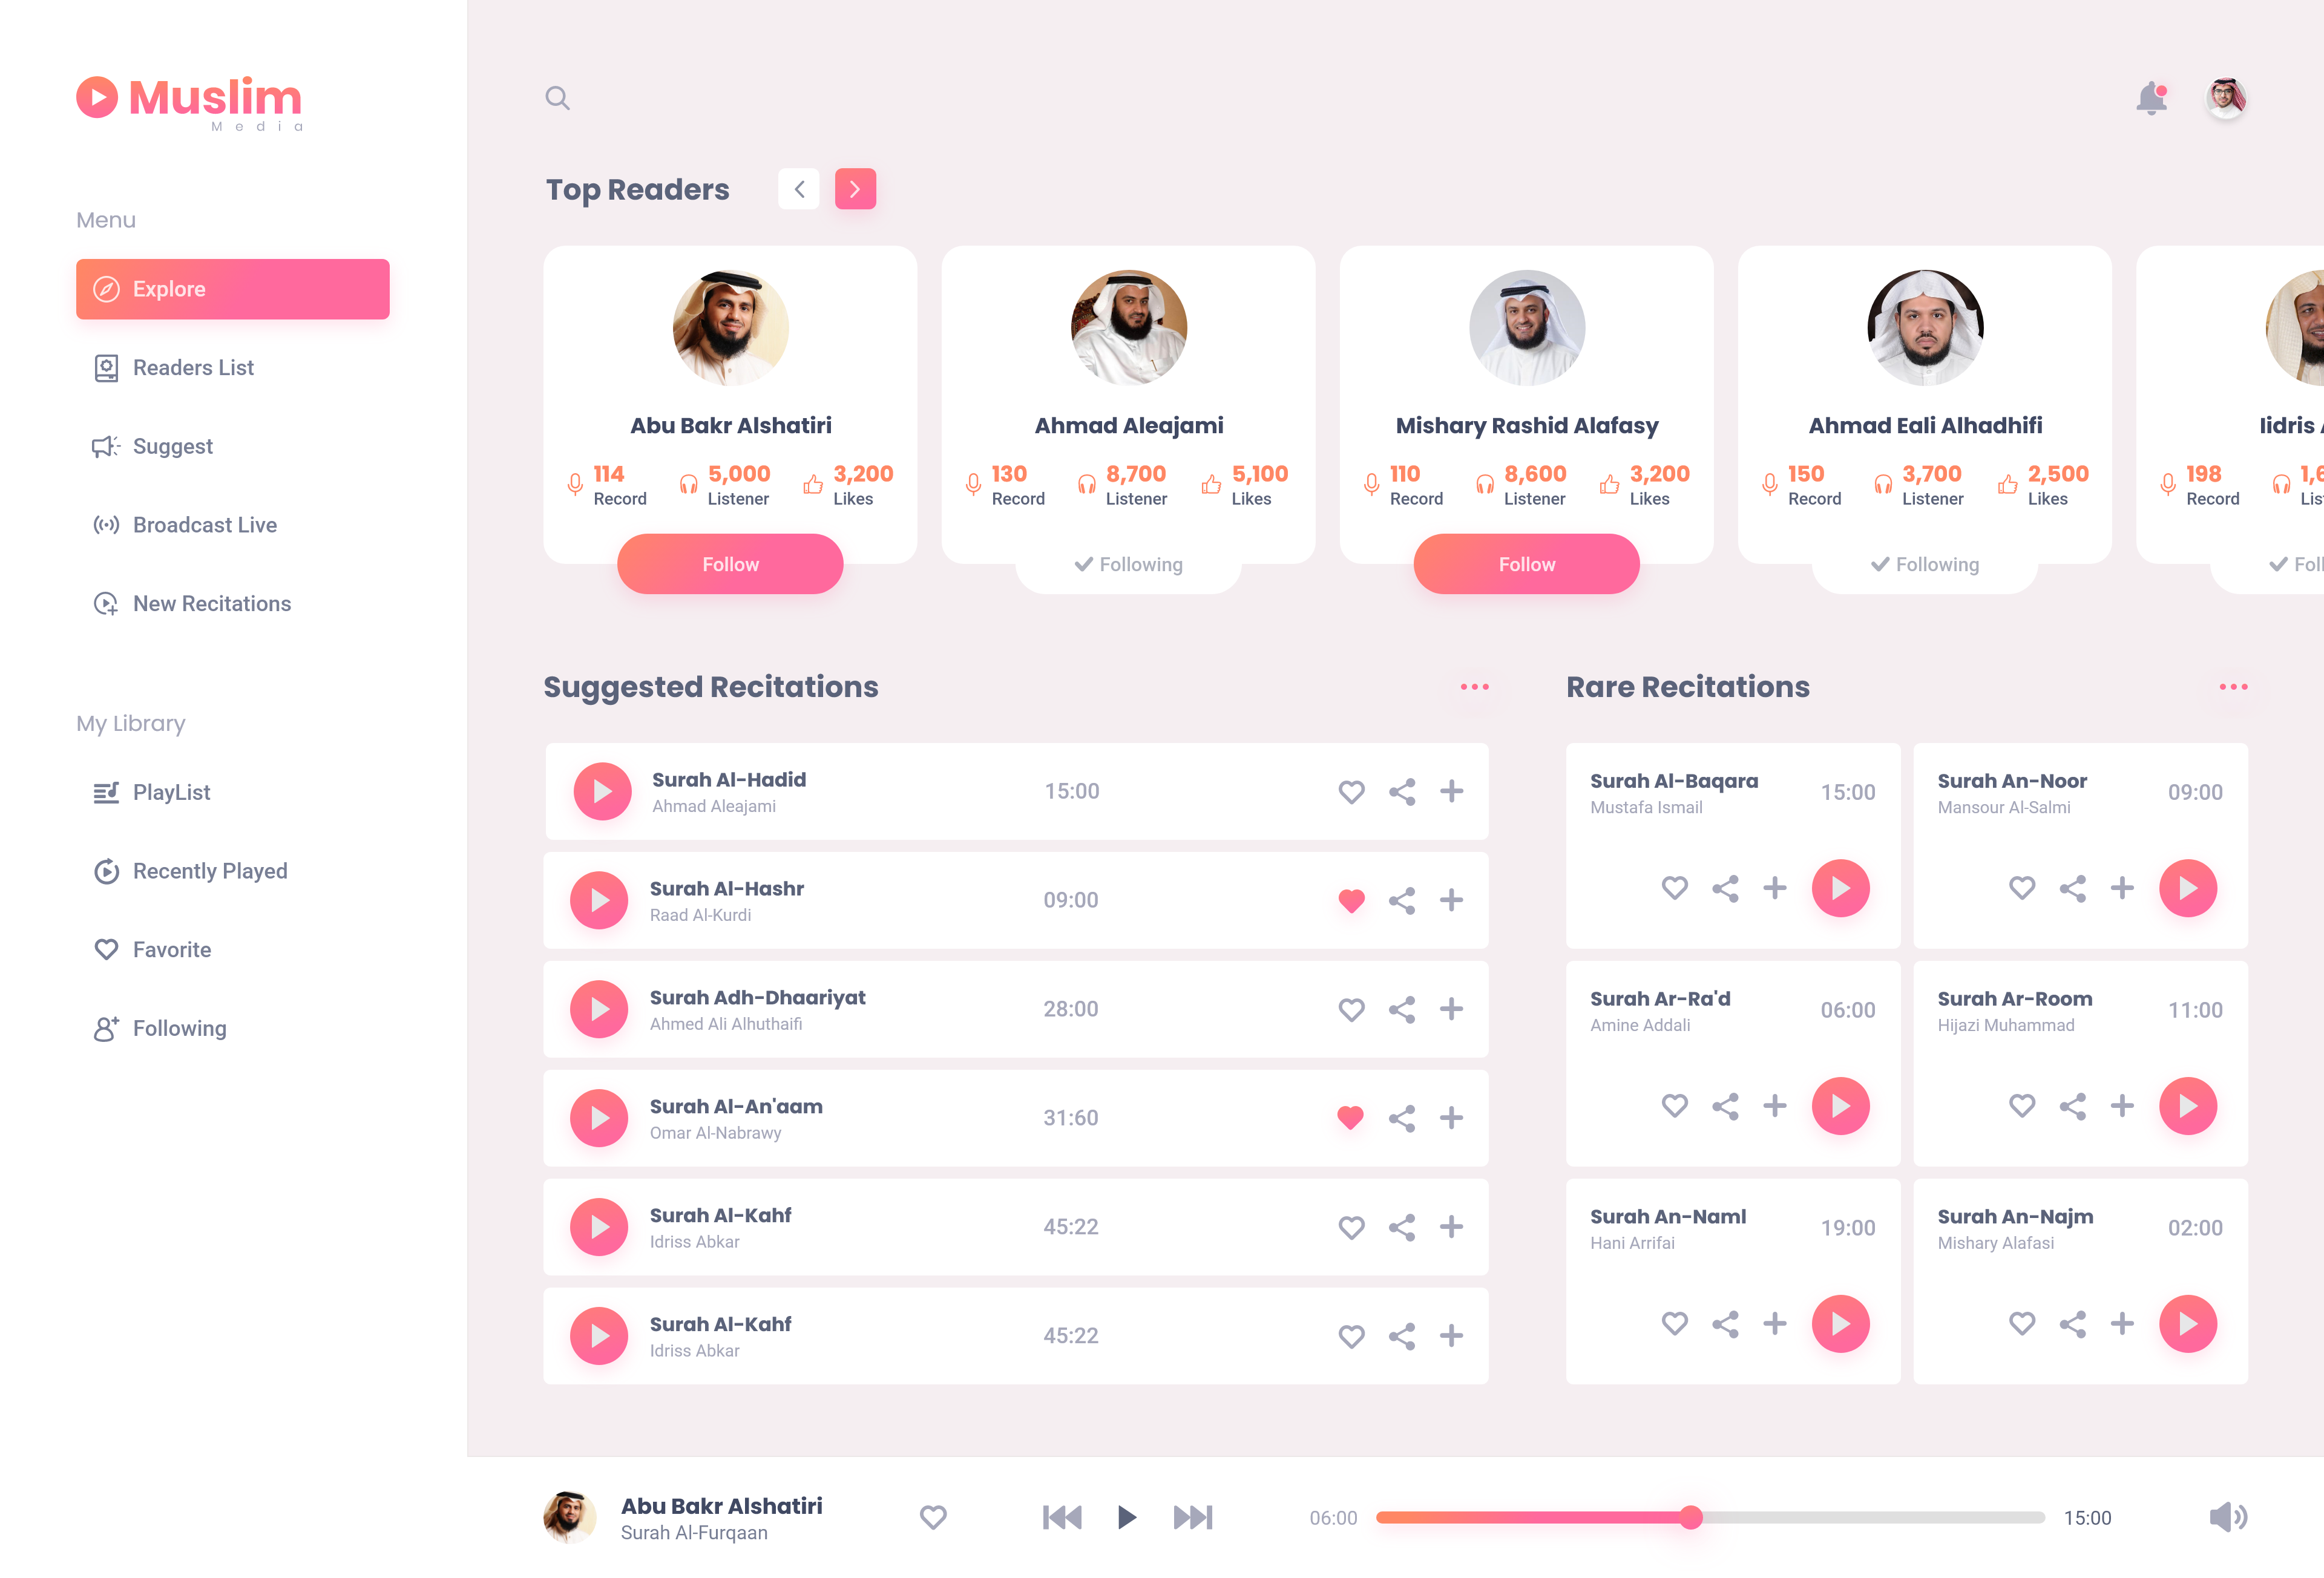 Muslim
Media
Menu
Explore
Readers List
Suggest
Broadcast Live
New Recitations
My Library
PlayList
Recently Played
Favorite
Following
Top Readers
Abu Bakr Alshatiri
114 5,000 3,200
Record Listener Likes
Follow
Ahmad Aleajami
130 8,700 5,100
Record Listener Likes
Following
Mishary Rashid Alafasy
110 8,600 3,200
Record Listener Likes
Follow
Ahmad Eali Alhadhifi
150 3,700 2,500
Record Listener Likes
Following
Iidris
198
Record
Suggested Recitations
Surah Al-Hadid
Ahmad Aleajami
15:00
Surah Al-Hashr
Raad Al-Kurdi
09:00
Surah Adh-Dhaariyat
Ahmed Ali Alhuthaifi
28:00
Surah Al-An'aam
Omar Al-Nabrawy
31:60
Surah Al-Kahf
Idriss Abkar
45:22
Surah Al-Kahf
Idriss Abkar
45:22
Rare Recitations
Surah Al-Baqara
Mustafa Ismail
15:00
Surah An-Noor
Mansour Al-Salmi
09:00
Surah Ar-Ra'd
Amine Addali
06:00
Surah Ar-Room
Hijazi Muhammad
11:00
Surah An-Naml
Hani Arrifai
19:00
Surah An-Najm
Mishary Alafasi
02:00
Abu Bakr Alshatiri
Surah Al-Furqaan
06:00
15:00